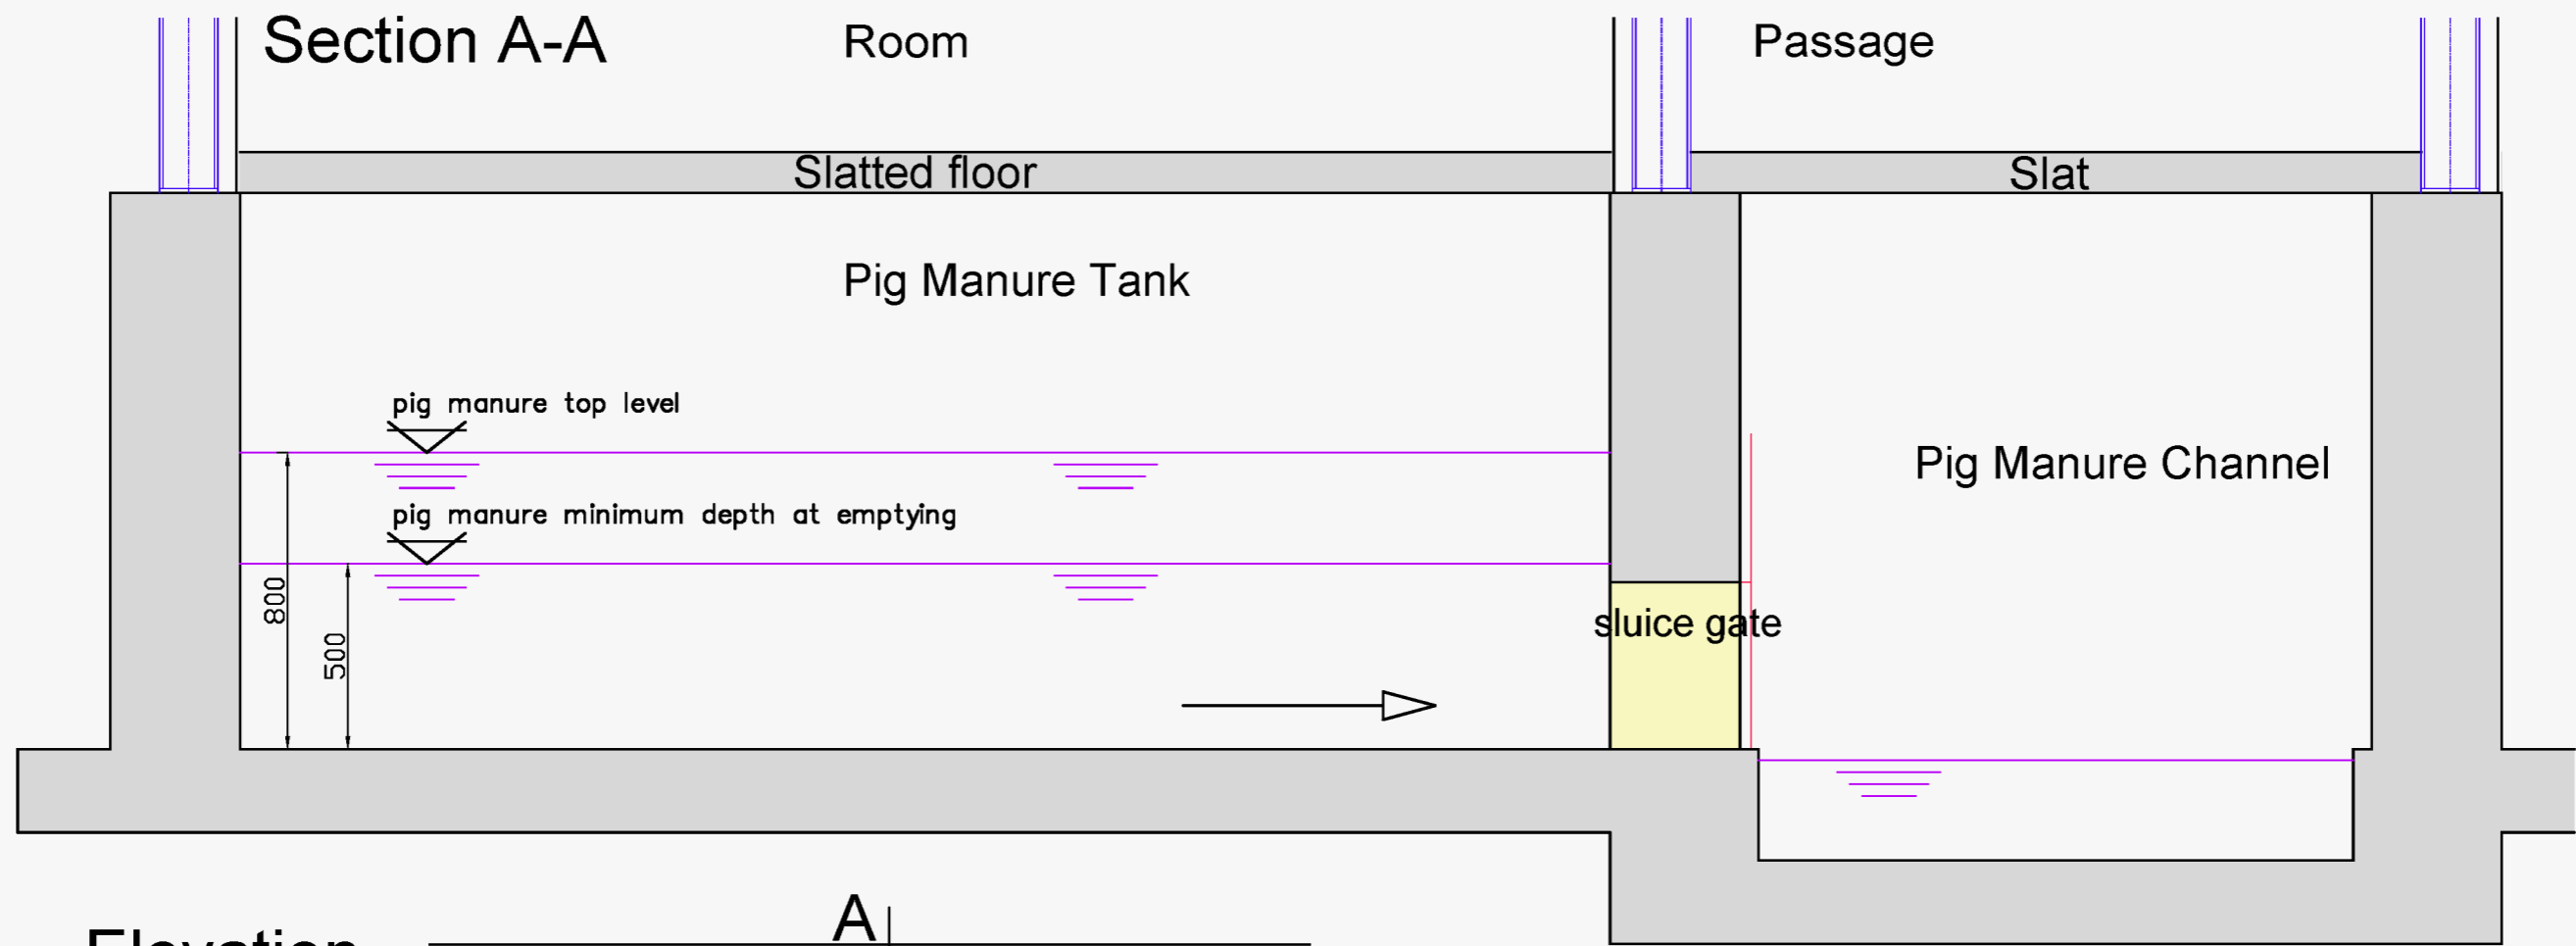 Section A-A
Room
Passage
Slatted floor
Slat
Pig Manure Tank
pig manure top level
Pig Manure Channel
pig manure minimum depth at emptying
800
500
sluice gate
A
Elevation